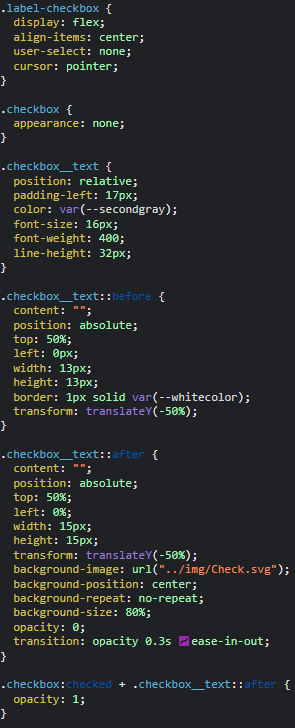 .label-checkbox {
  display: flex;
  align-items: center;
  user-select: none;
  cursor: pointer;
}
.checkbox {
  appearance: none;
}
.checkbox__text {
  position: relative;
  padding-left: 17px;
  color: var(--secondgray);
  font-size: 16px;
  font-weight: 400;
  line-height: 32px;
}
.checkbox__text::before {
  content: "";
  position: absolute;
  top: 50%;
  left: 0px;
  width: 13px;
  height: 13px;
  border: 1px solid var(--whitecolor);
  transform: translateY(-50%);
}
.checkbox__text::after {
  content: "";
  position: absolute;
  top: 50%;
  left: 0%;
  width: 15px;
  height: 15px;
  transform: translateY(-50%);
  background-image: url("../img/Check.svg");
  background-position: center;
  background-repeat: no-repeat;
  background-size: 80%;
  opacity: 0;
  transition: opacity 0.3s ease-in-out;
}
.checkbox:checked + .checkbox__text::after {
  opacity: 1;
}